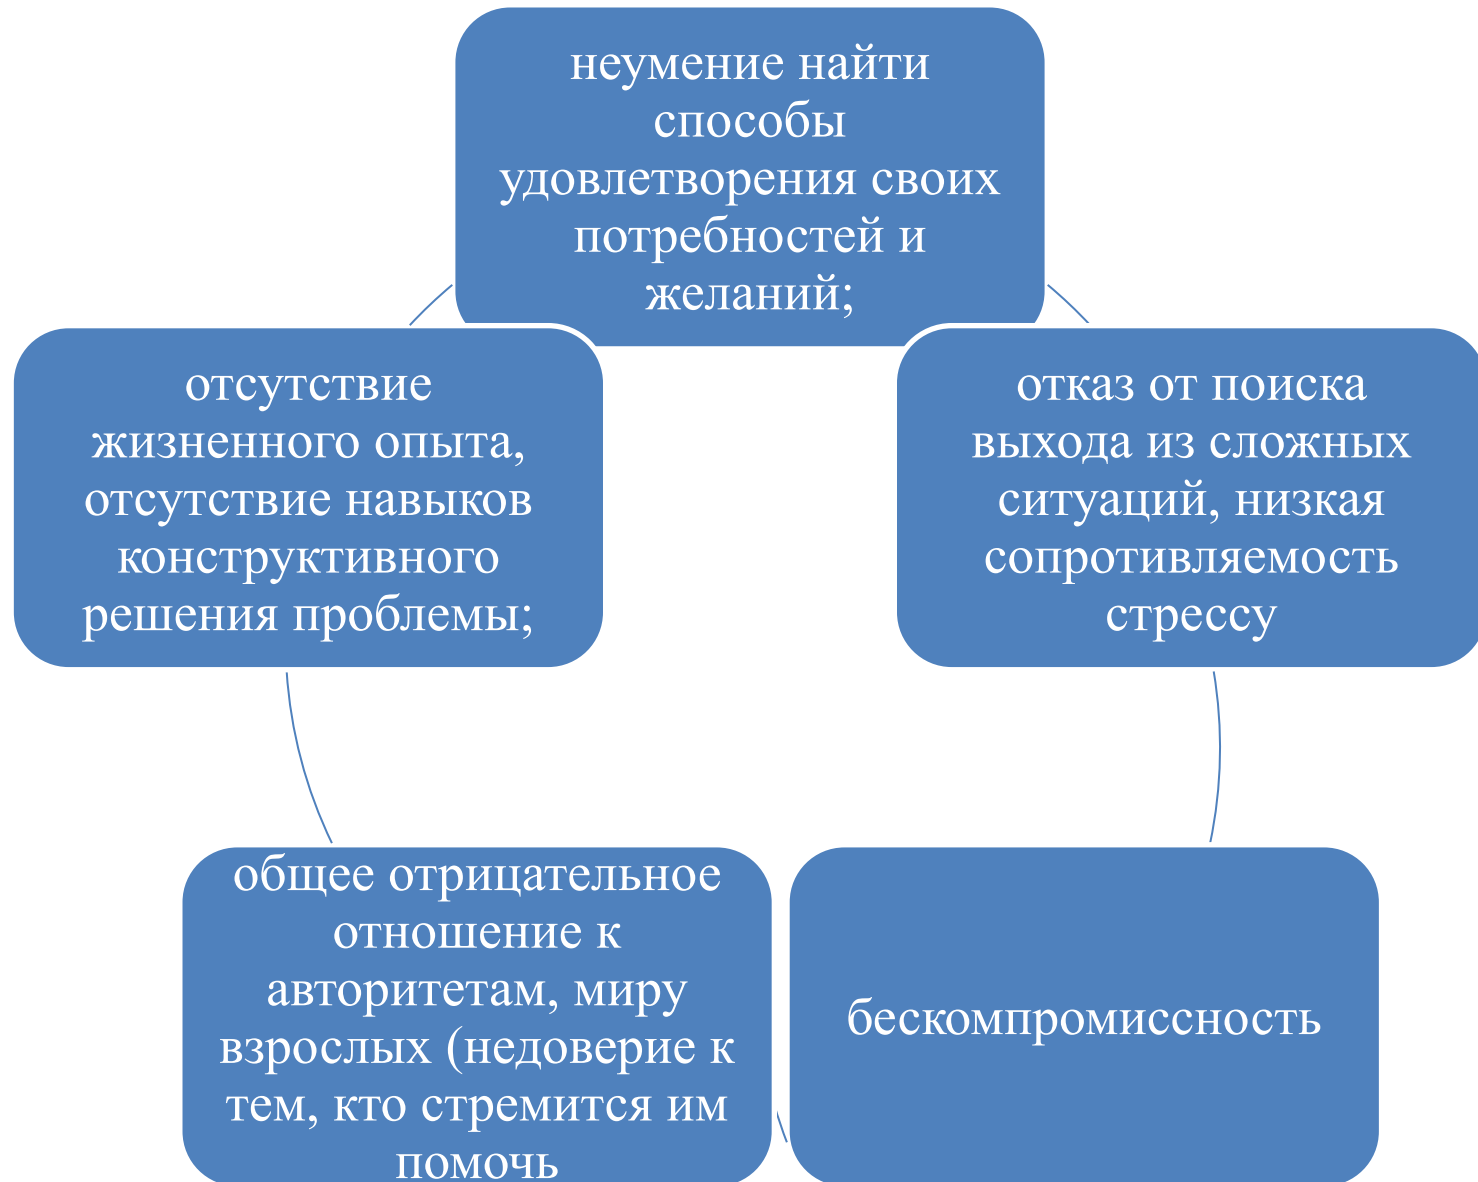 неумение найти
способы
удовлетворения своих
потребностей и
желаний;
отсутствие
жизненного опыта,
отсутствие навыков
конструктивного
решения проблемы;
отказ от поиска
выхода из сложных
ситуаций, низкая
сопротивляемость
стрессу
общее отрицательное
отношение к
авторитетам, миру
взрослых (недоверие к
тем, кто стремится им
помочь
бескомпромиссность